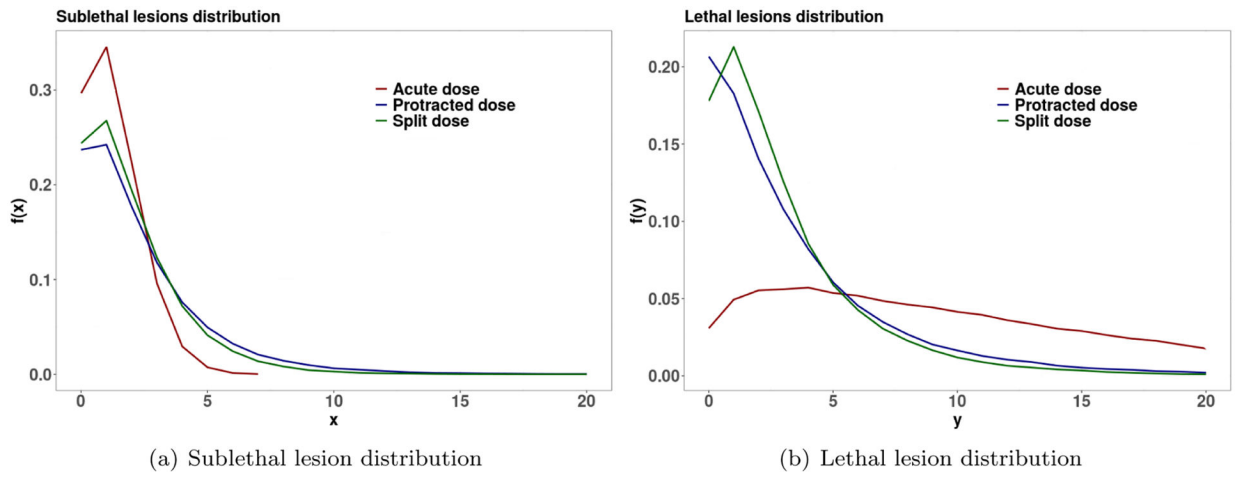 Sublethal lesions distribution
0.3
0.2
0.1
0.0
f(x)
Acute dose
Protracted dose
Split dose
0 5 10 15 20
x
(a) Sublethal lesion distribution
Lethal lesions distribution
0.20
0.15
0.10
0.05
0.00
f(y)
Acute dose
Protracted dose
Split dose
0 5 10 15 20
y
(b) Lethal lesion distribution